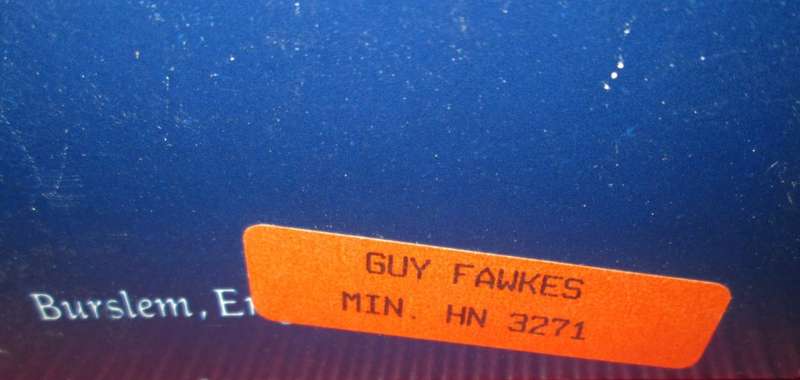 GUY FAWKES
MIN. HN 3271
Burslem,